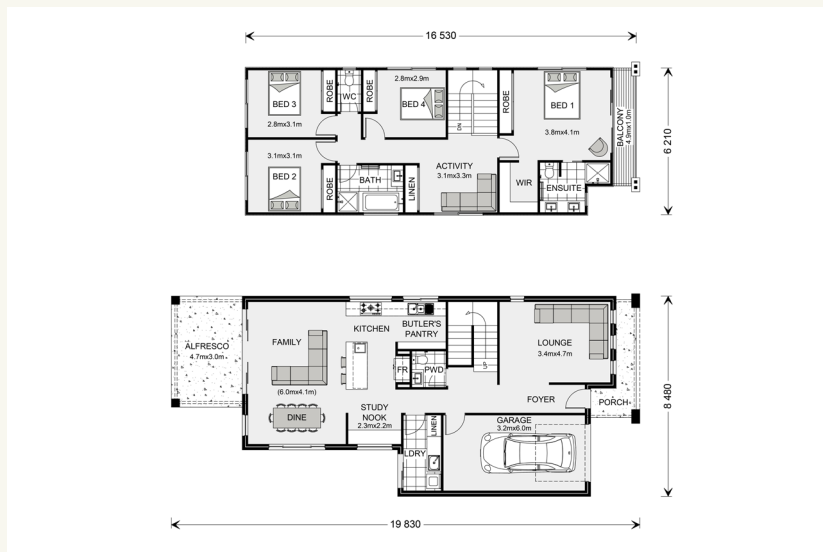 16 530
BED 3
2.8mx3.1m
ROBE
WC
ROBE
2.8mx2.9m
BED 4
DN
ROBE
BED 1
3.8mx4.1m
BALCONY
4.9mx1.0m
6 210
3.1mx3.1m
BED 2
ROBE
BATH
LINEN
ACTIVITY
3.1mx3.3m
WIR
ENSUITE
ALFRESCO
4.7mx3.0m
FAMILY
(6.0mx4.1m)
DINE
KITCHEN
BUTLER'S
PANTRY
FR
PWD
UP
STUDY
NOOK
2.3mx2.2m
LOUNGE
3.4mx4.7m
FOYER
PORCH
LDRY
LINEN
GARAGE
3.2mx6.0m
8 480
19 830